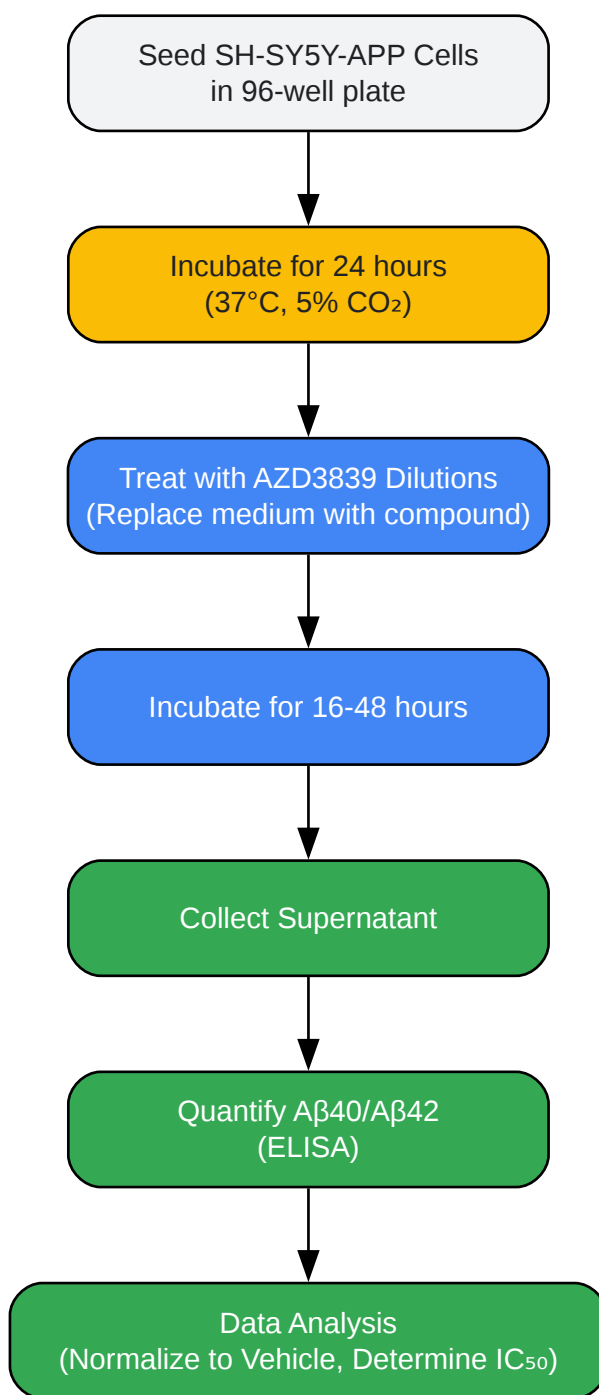 Seed SH-SY5Y-APP Cells
in 96-well plate
Incubate for 24 hours
(37°C, 5% CO₂)
Treat with AZD3839 Dilutions
(Replace medium with compound)
Incubate for 16-48 hours
Collect Supernatant
Quantify Aβ40/Aβ42
(ELISA)
Data Analysis
(Normalize to Vehicle, Determine IC₅₀)